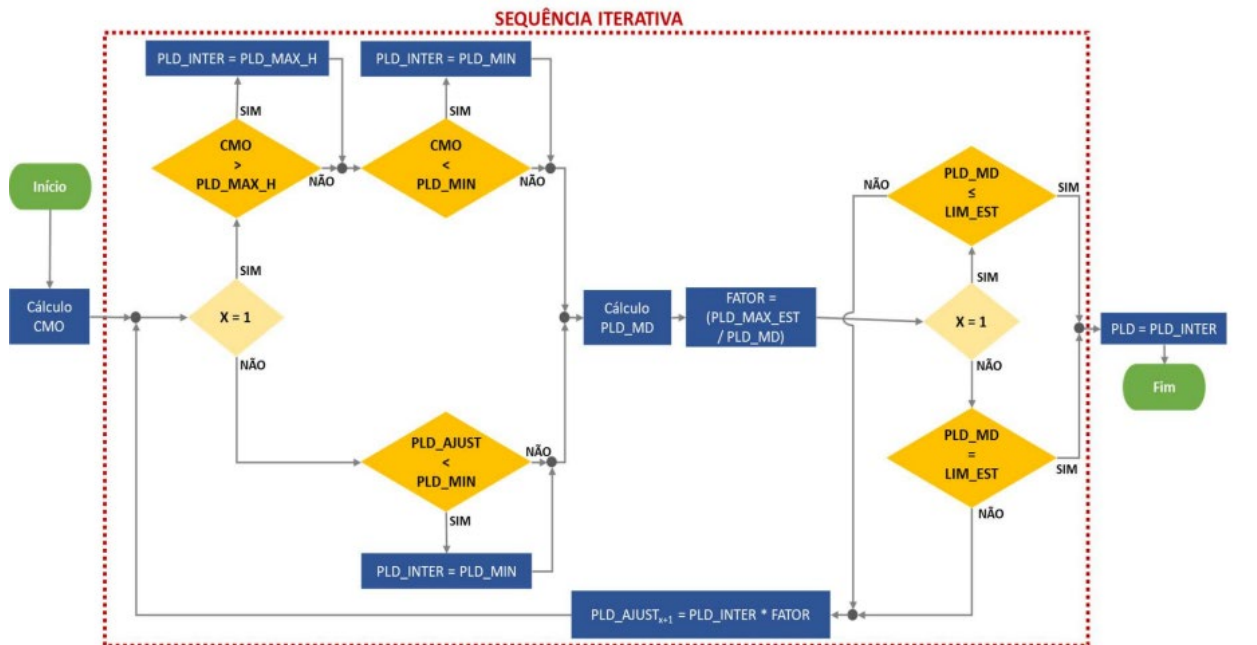 SEQUÊNCIA ITERATIVA
PLD_INTER = PLD_MAX_H
PLD_INTER = PLD_MIN
SIM
SIM
CMO
>
PLD_MAX_H
NÃO
CMO
<
PLD_MIN
NÃO
Início
SIM
Cálculo
CMO
X = 1
NÃO
PLD_AJUST
<
PLD_MIN
NÃO
SIM
PLD_INTER = PLD_MIN
Cálculo
PLD_MD
FATOR =
(PLD_MAX_EST
/ PLD_MD)
NÃO
PLD_MD
≤
LIM_EST
SIM
SIM
X = 1
NÃO
PLD_MD
=
LIM_EST
SIM
NÃO
PLD = PLD_INTER
Fim
PLD_AJUSTx+1 = PLD_INTER * FATOR